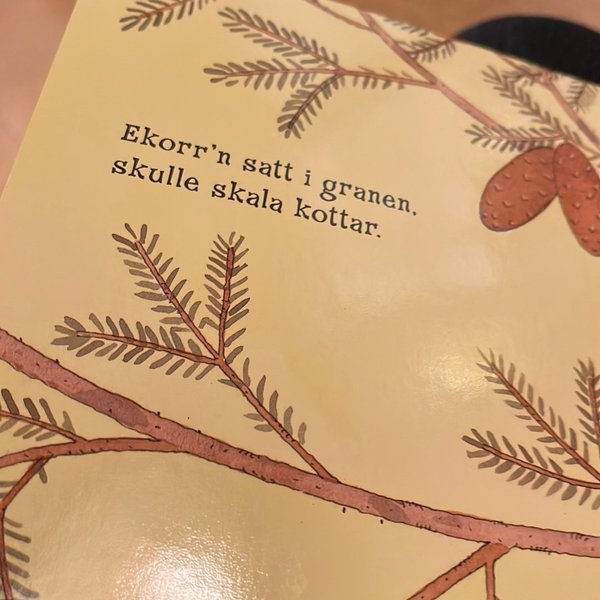 Ekorr'n satt i granen,
skulle skala kottar.